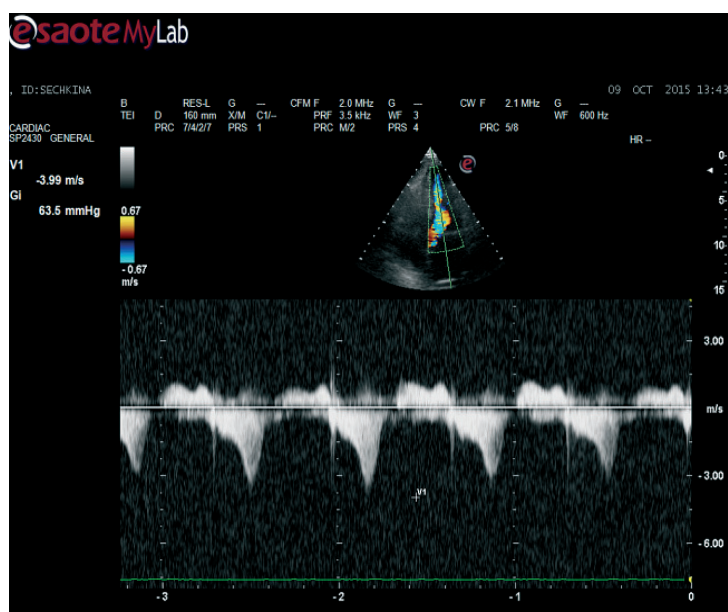 esaote MyLab
, ID:SECHKINA 09 OCT 2015 13:43
B RES-L G --- CFM F 2.0 MHz G --- CW F 2.1 MHz G ---
TEI D 160 mm X/M C1/-- PRF 3.5 kHz WF 3 WF 600 Hz
PRC 7/4/2/7 PRS 1 PRC M/2 PRS 4 PRC 5/8
CARDIAC
SP2430 GENERAL
HR --
V1
-3.99 m/s
Gi
63.5 mmHg
0.67
- 0.67
m/s
e
0
5
10
15
3.00
m/s
- 3.00
- 6.00
V1
-3 -2 -1 0